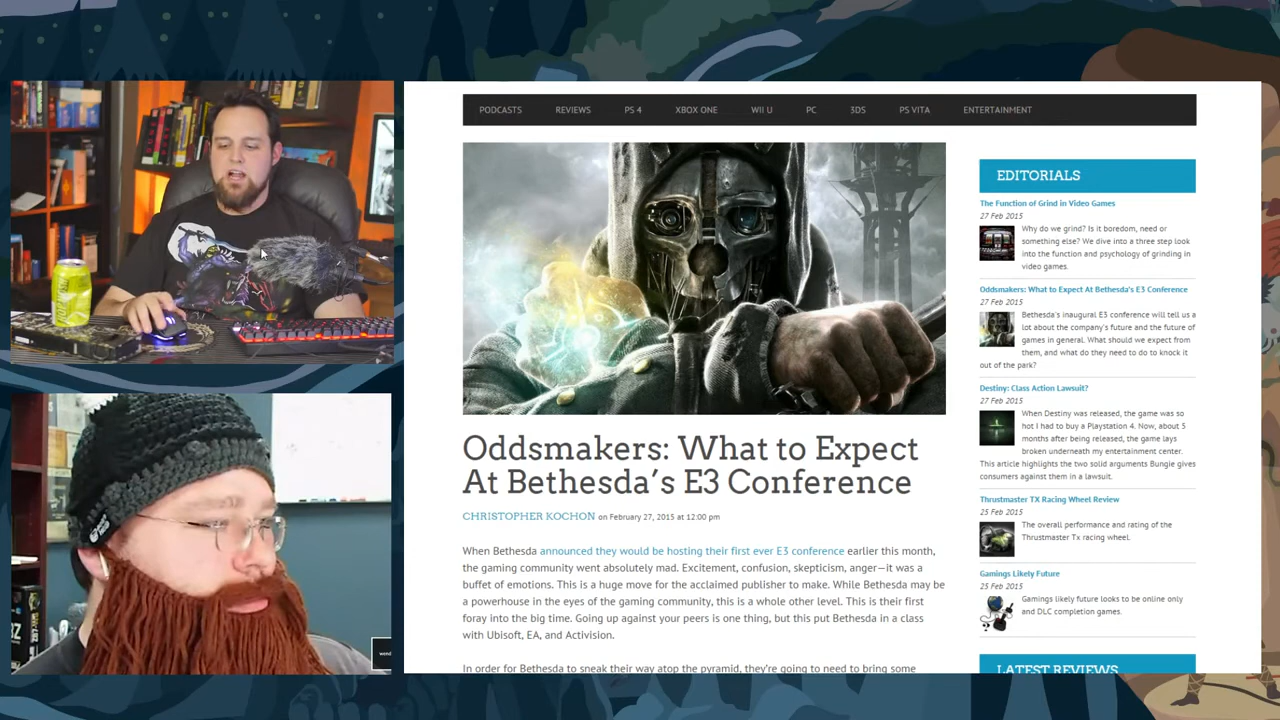 PODCASTS REVIEWS PS 4 XBOX ONE WII U PC 3DS PS VITA ENTERTAINMENT
Oddsmakers: What to Expect
At Bethesda's E3 Conference
CHRISTOPHER KOCHON on February 27, 2015 at 12:00 pm
When Bethesda announced they would be hosting their first ever E3 conference earlier this month,
the gaming community went absolutely mad. Excitement, confusion, skepticism, anger—it was a
buffet of emotions. This is a huge move for the acclaimed publisher to make. While Bethesda may be
a powerhouse in the eyes of the gaming community, this is a whole other level. This is their first
foray into the big time. Going up against your peers is one thing, but this put Bethesda in a class
with Ubisoft, EA, and Activision.
In order for Bethesda to sneak their way atop the pyramid, they're going to need to bring some
EDITORIALS
The Function of Grind in Video Games
27 Feb 2015
Why do we grind? Is it boredom, need or
something else? We dive into a three step look
into the function and psychology of grinding in
video games.
Oddsmakers: What to Expect At Bethesda's E3 Conference
27 Feb 2015
Bethesda's inaugural E3 conference will tell us a
lot about the company's future and the future of
games in general. What should we expect from
them, and what do they need to do to knock it
out of the park?
Destiny: Class Action Lawsuit?
27 Feb 2015
When Destiny was released, the game was so
hot I had to buy a Playstation 4. Now, about 5
months after being released, the game lays
broken underneath my entertainment center.
This article highlights the two solid arguments Bungie gives
consumers against them in a lawsuit.
Thrustmaster TX Racing Wheel Review
25 Feb 2015
The overall performance and rating of the
Thrustmaster Tx racing wheel.
Gamings Likely Future
25 Feb 2015
Gamings likely future looks to be online only
and DLC completion games.
LATEST REVIEWS